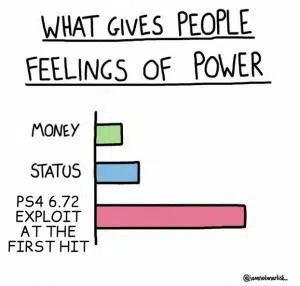 WHAT GIVES PEOPLE
FEELINGS OF POWER
MONEY
STATUS
PS4 6.72
EXPLOIT
AT THE
FIRST HIT